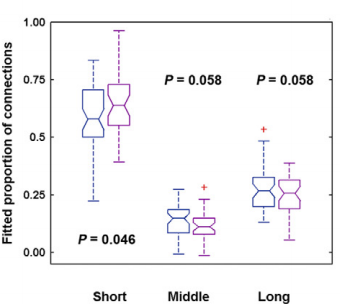 Fitted proportion of connections
1.00
0.75
0.5
0.25
0.00
P = 0.058
P = 0.058
P = 0.046
Short
Middle
Long